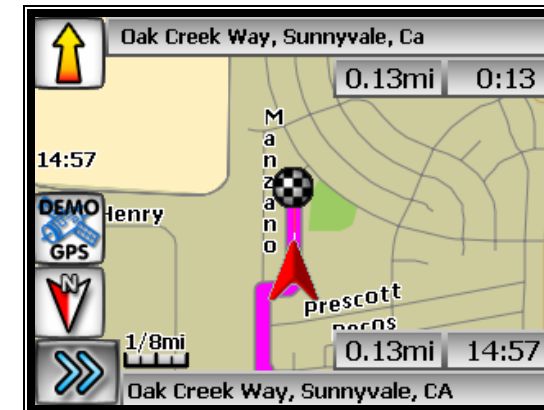 Oak Creek Way, Sunnyvale, Ca
0.13mi 0:13
Manzano
14:57
DEMO
GPS
Henry
N
Prescott
1/8mi
0.13mi 14:57
Oak Creek Way, Sunnyvale, CA